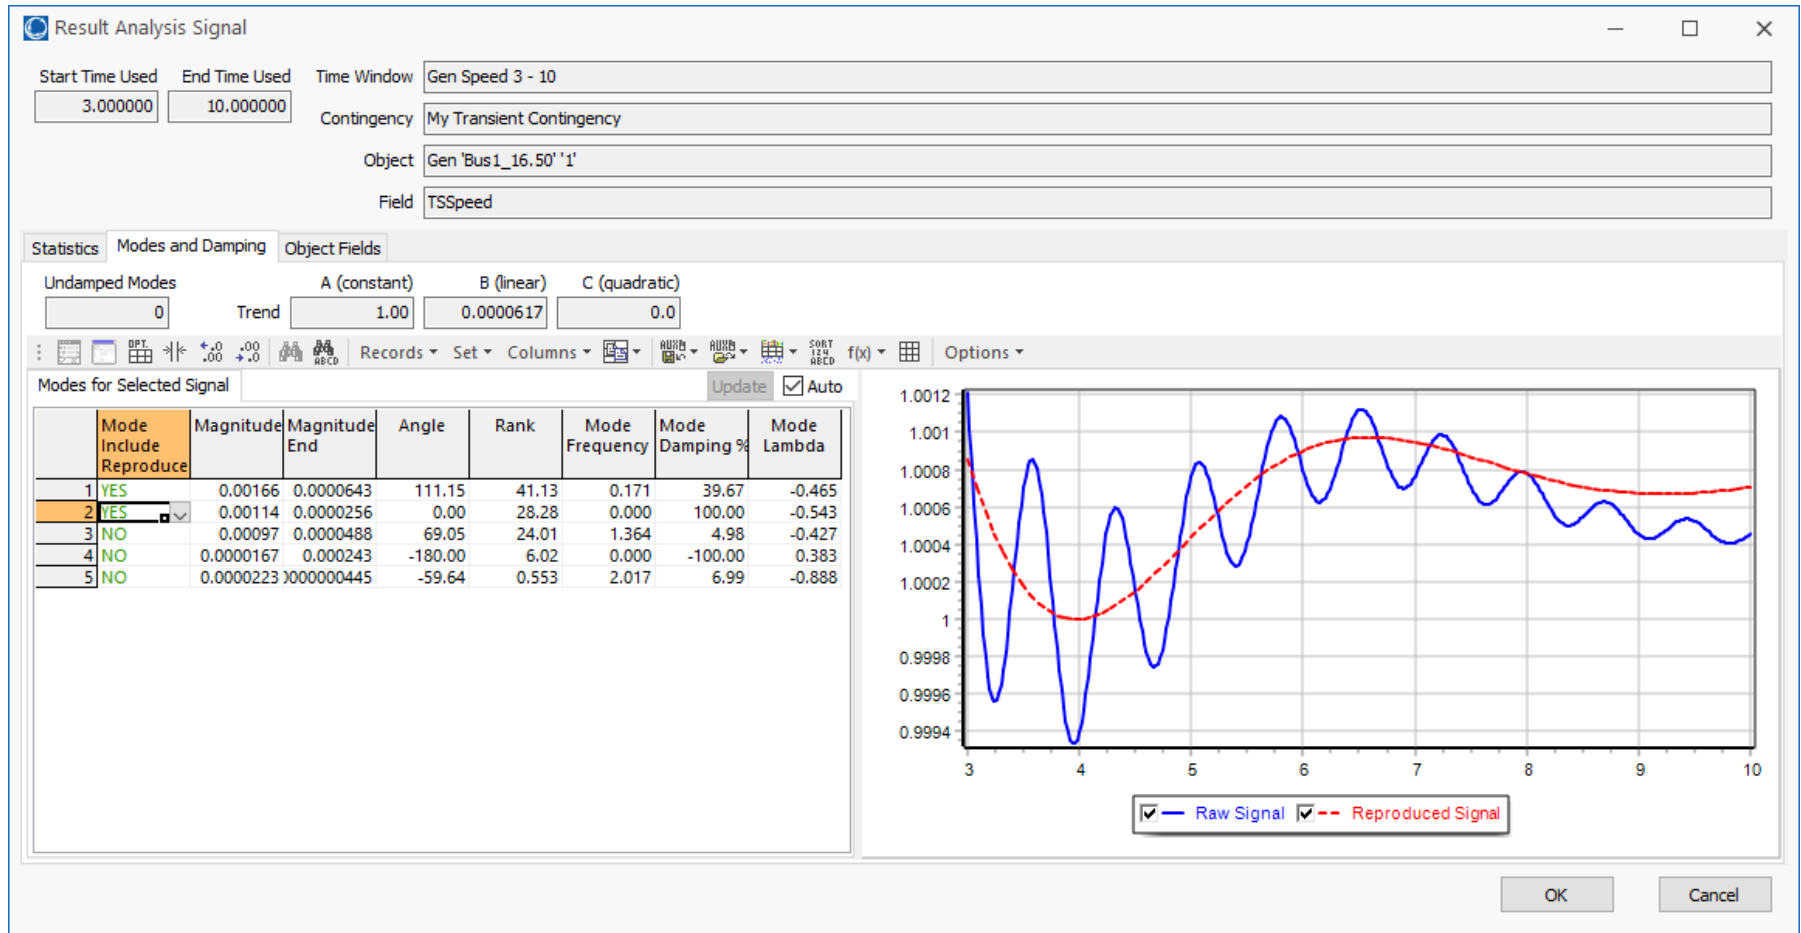 Result Analysis Signal
Start Time Used End Time Used Time Window Gen Speed 3 - 10
3.000000 10.000000
Contingency My Transient Contingency
Object Gen 'Bus1_16.50' '1'
Field TSSpeed
Statistics Modes and Damping Object Fields
Undamped Modes A (constant) B (linear) C (quadratic)
0 Trend 1.00 0.0000617 0.0
Records Set Columns f(x) Options
Modes for Selected Signal Update Auto
Mode Include Reproduce Magnitude Magnitude End Angle Rank Mode Frequency Mode Damping % Mode Lambda
1 YES 0.00166 0.0000643 111.15 41.13 0.171 39.67 -0.465
2 YES 0.00114 0.0000256 0.00 28.28 0.000 100.00 -0.543
3 NO 0.00097 0.0000488 69.05 24.01 1.364 4.98 -0.427
4 NO 0.0000167 0.000243 -180.00 6.02 0.000 -100.00 0.383
5 NO 0.0000223 0000000445 -59.64 0.553 2.017 6.99 -0.888
1.0012
1.001
1.0008
1.0006
1.0004
1.0002
1
0.9998
0.9996
0.9994
3 4 5 6 7 8 9 10
Raw Signal Reproduced Signal
OK Cancel